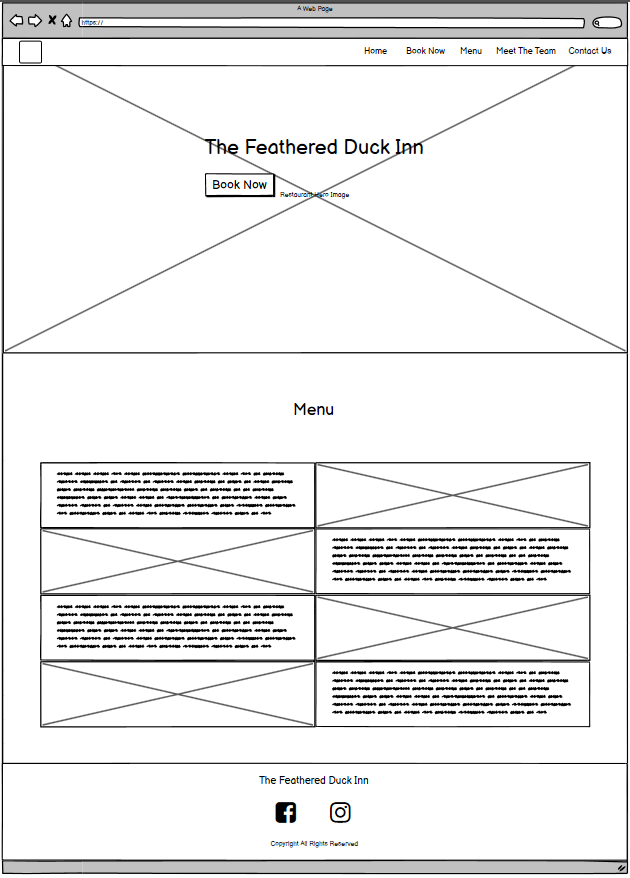 A Web Page
https://
Home Book Now Menu Meet The Team Contact Us
The Feathered Duck Inn
Book Now
Restaurant Hero Image
Menu
The Feathered Duck Inn
Copyright All Rights Reserved